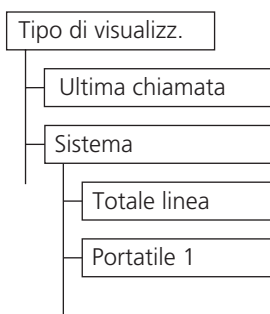 Tipo di visualizz.
Ultima chiamata
Sistema
Totale linea
Portatile 1